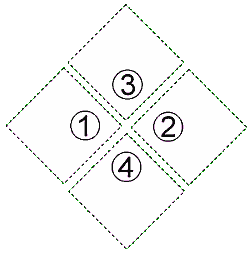 ③
① ②
④